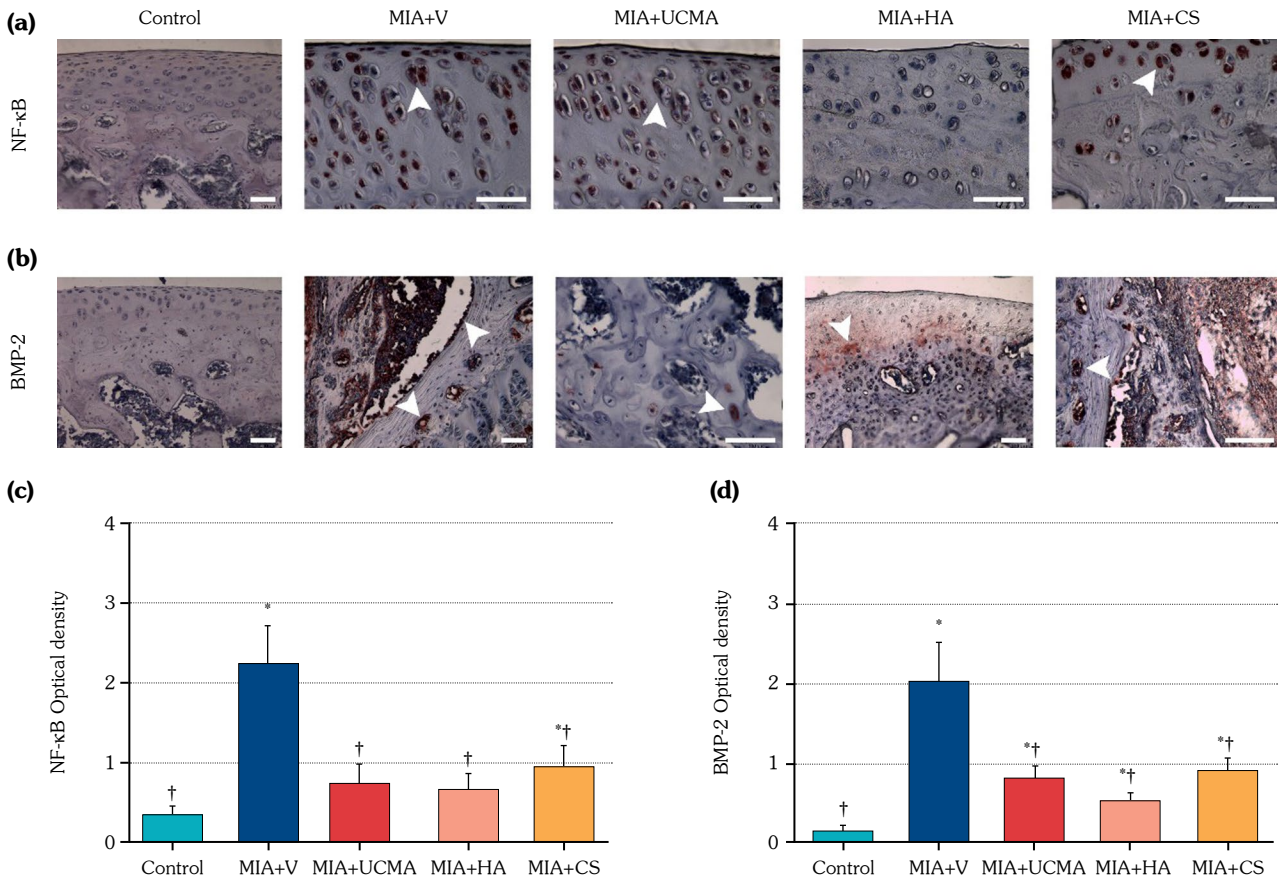 (a)
Control MIA+V MIA+UCMA MIA+HA MIA+CS
NF-κB
(b)
BMP-2
(c)
NF-κB Optical density
4
3
2
1
0
†
*
†
†
*†
Control MIA+V MIA+UCMA MIA+HA MIA+CS
(d)
BMP-2 Optical density
4
3
2
1
0
†
*
*†
*†
*†
Control MIA+V MIA+UCMA MIA+HA MIA+CS